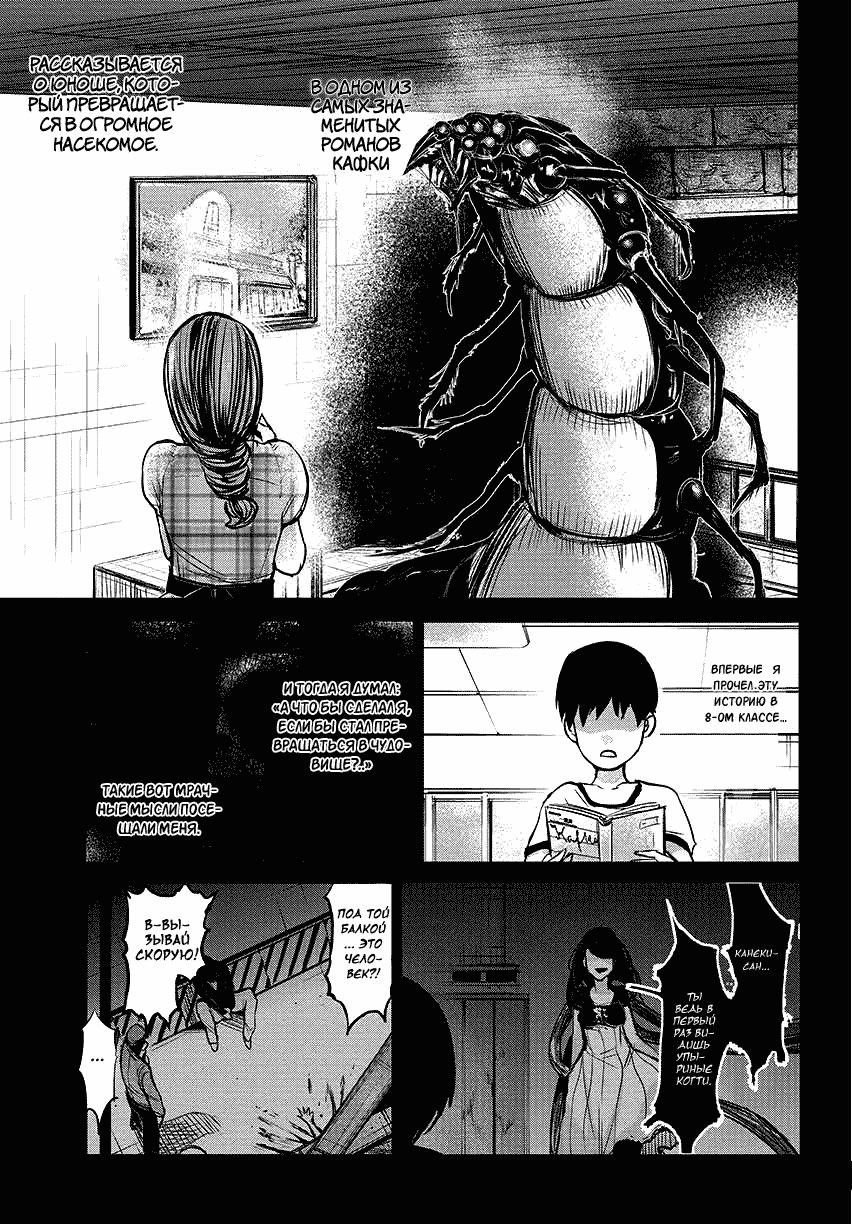 В ОДНОМ ИЗ
САМЫХ ЗНА-
МЕНИТЫХ
РОМАНОВ
КАФКИ
РАССКАЗЫВАЕТСЯ
О ЮНОШЕ, КОТО-
РЫЙ ПРЕВРАЩАЕТ-
СЯ В ОГРОМНОЕ
НАСЕКОМОЕ.
ВПЕРВЫЕ Я
ПРОЧЕЛ ЭТУ
ИСТОРИЮ В
8-ОМ КЛАССЕ...
Кафка
И ТОГДА Я ДУМАЛ:
«А ЧТО БЫ СДЕЛАЛ Я,
ЕСЛИ БЫ СТАЛ ПРЕ-
ВРАЩАТЬСЯ В ЧУДО-
ВИЩЕ?..»
ТАКИЕ ВОТ МРАЧ-
НЫЕ МЫСЛИ ПОСЕ-
ЩАЛИ МЕНЯ.
КАНЕКИ-
САН...
ТЫ
ВЕДЬ В
ПЕРВЫЙ
РАЗ ВИ-
ДИШЬ
УПЫ-
РИНЫЕ
КОГТИ.
ПОД ТОЙ
БАЛКОЙ
... ЭТО
ЧЕЛО-
ВЕК?!
В-ВЫ-
ЗЫВАЙ
СКОРУЮ!
...